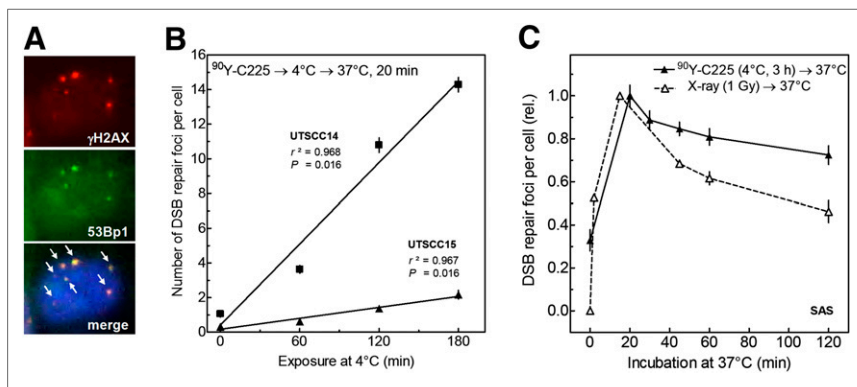 A
γH2AX
53Bp1
merge
B
⁹⁰Y-C225 → 4°C → 37°C, 20 min
UTSCC14
r² = 0.968
P = 0.016
UTSCC15
r² = 0.967
P = 0.016
Number of DSB repair foci per cell
16
14
12
10
8
6
4
2
0
0 60 120 180
Exposure at 4°C (min)
C
⁹⁰Y-C225 (4°C, 3 h) → 37°C
X-ray (1 Gy) → 37°C
DSB repair foci per cell (rel.)
1.0
0.8
0.6
0.4
0.2
0.0
SAS
0 20 40 60 80 100 120
Incubation at 37°C (min)